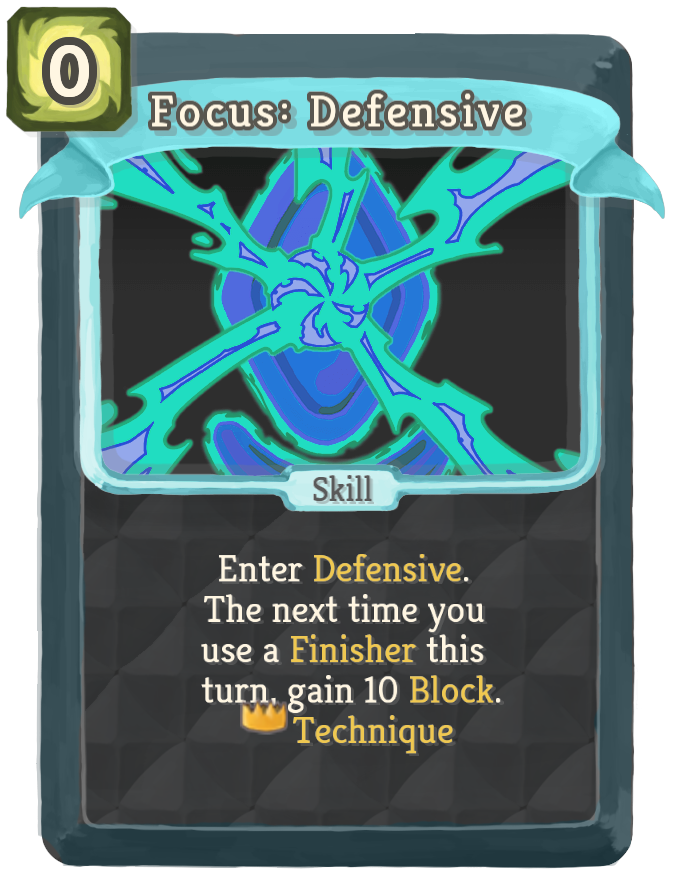 0
Focus: Defensive
Skill
Enter Defensive.
The next time you
use a Finisher this
turn, gain 10 Block.
Technique